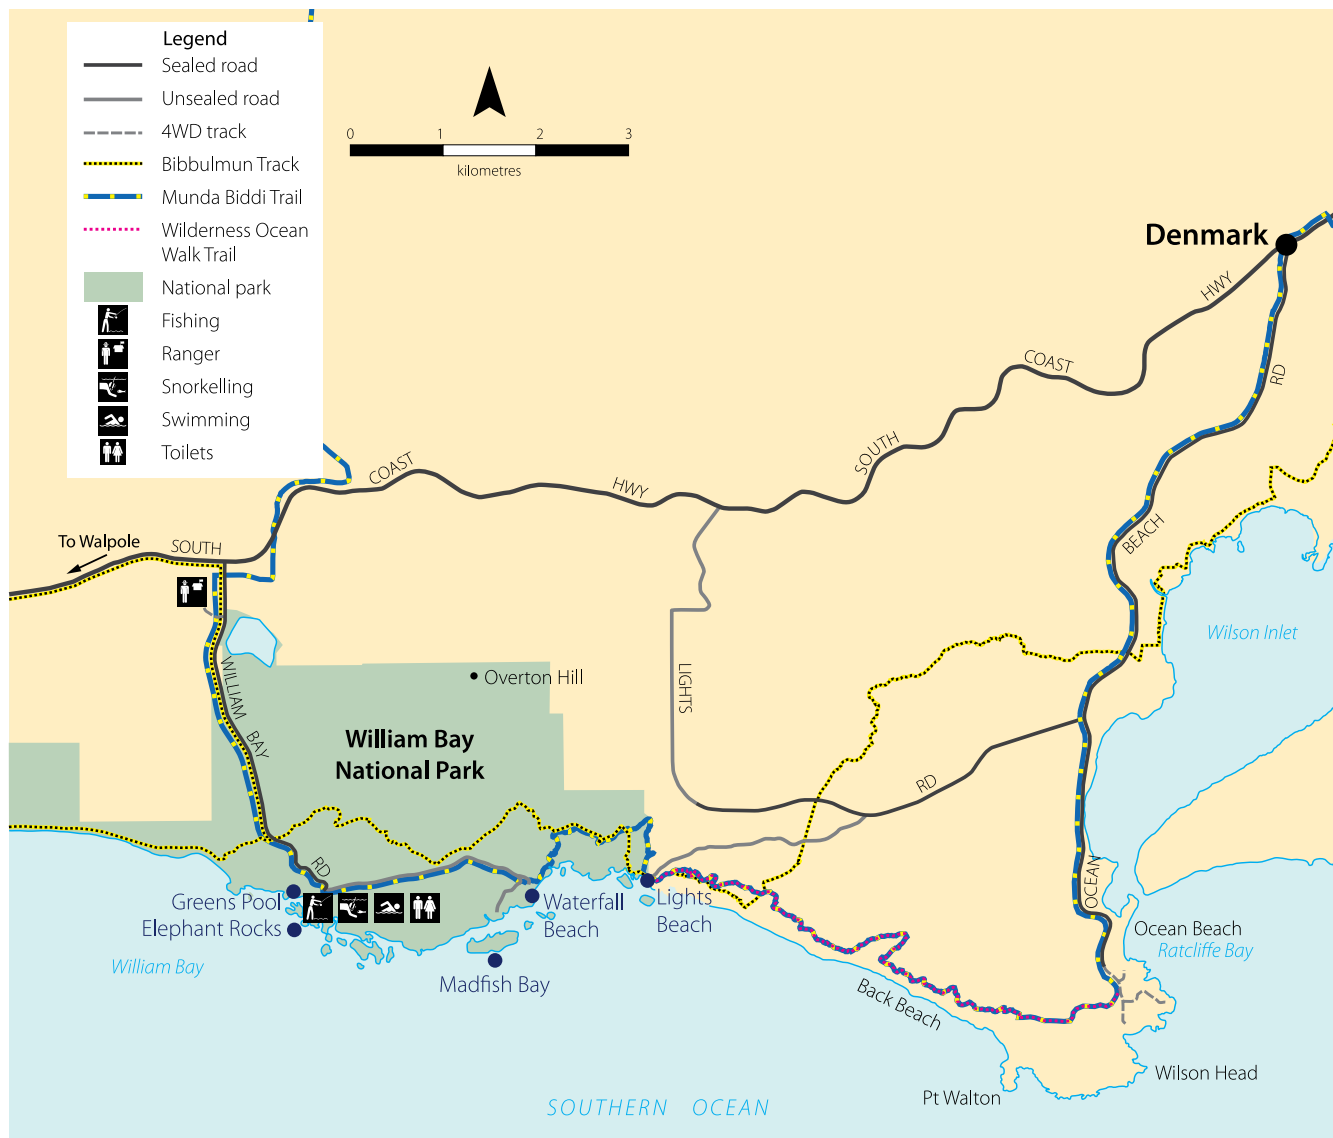 Legend
Sealed road
Unsealed road
4WD track
Bibbulmun Track
Munda Biddi Trail
Wilderness Ocean
Walk Trail
National park
Fishing
Ranger
Snorkelling
Swimming
Toilets
0 1 2 3
kilometres
Denmark
HWY
COAST
SOUTH
HWY
COAST
SOUTH
To Walpole
RD
BEACH
OCEAN
Wilson Inlet
LIGHTS
RD
Overton Hill
William Bay
National Park
WILLIAM
BAY
RD
Greens Pool
Elephant Rocks
William Bay
Waterfall
Beach
Madfish Bay
Lights
Beach
Back Beach
Ocean Beach
Ratcliffe Bay
Wilson Head
Pt Walton
SOUTHERN OCEAN